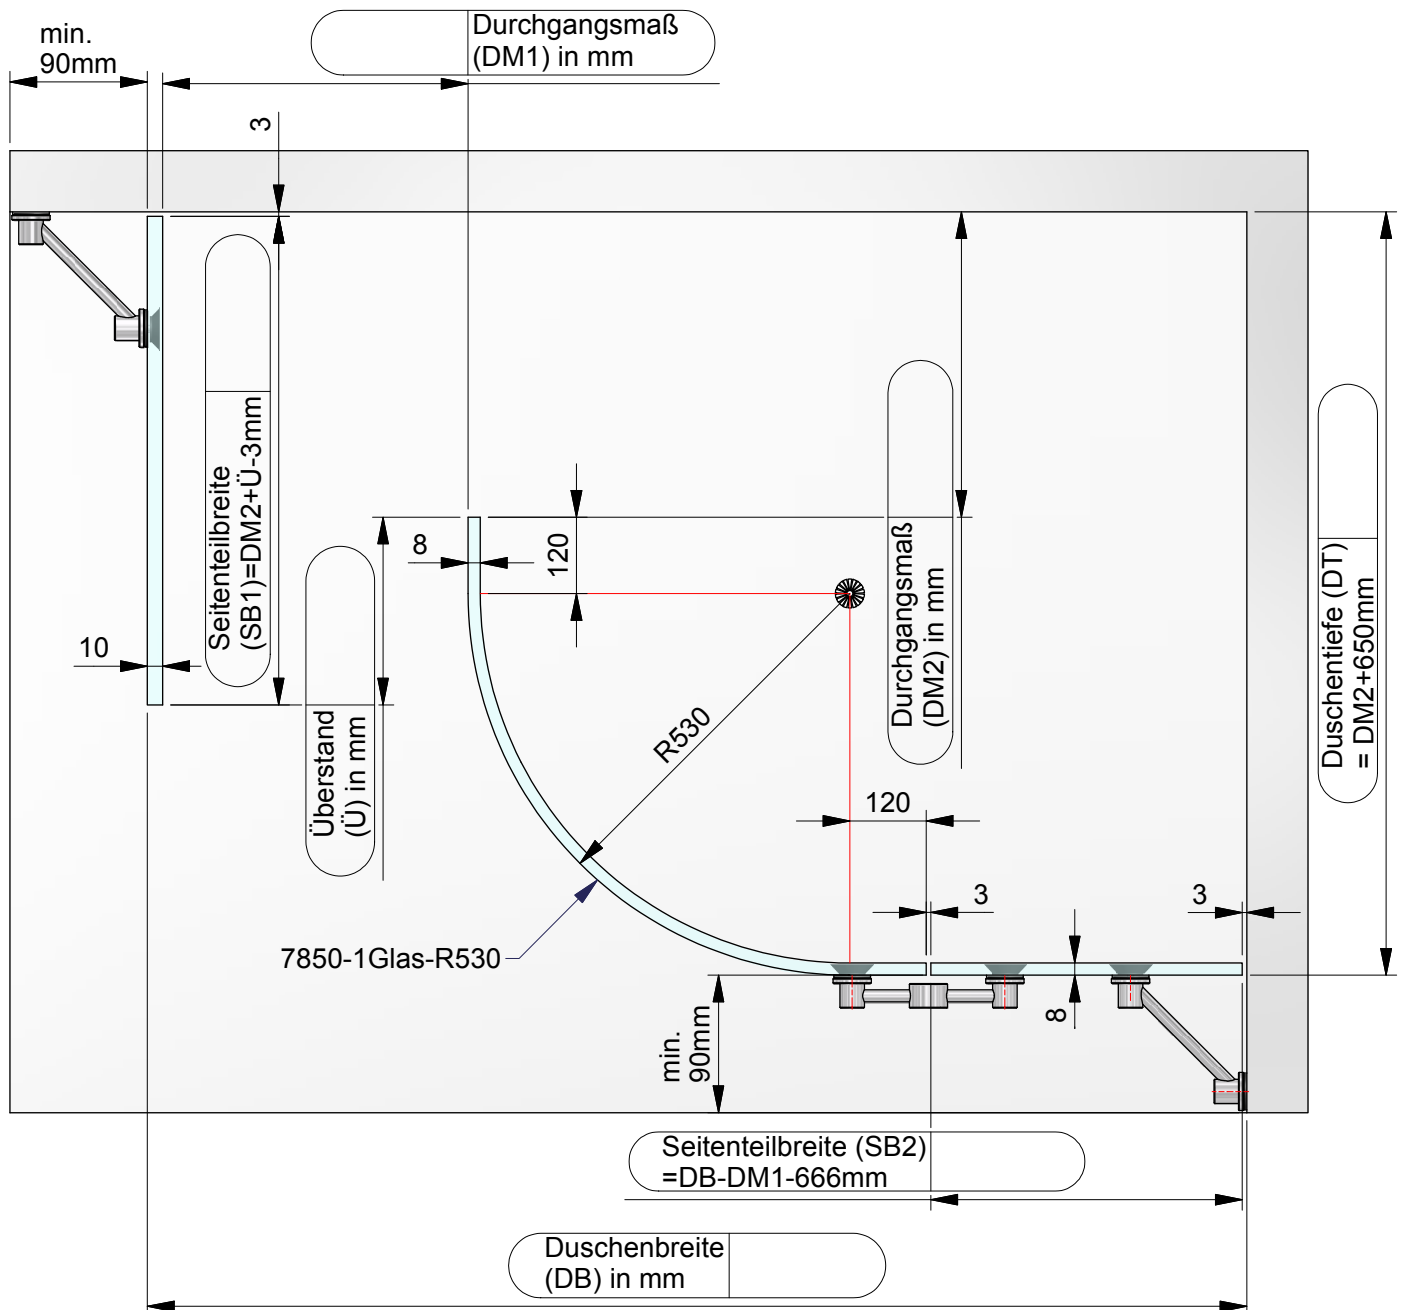 min.
90mm
Durchgangsmaß
(DM1) in mm
3
Seitenteilbreite
(SB1)=DM2+Ü-3mm
10
Überstand
(Ü) in mm
8
120
R530
7850-1Glas-R530
Durchgangsmaß
(DM2) in mm
120
3
3
Duschentiefe (DT)
= DM2+650mm
8
min.
90mm
Seitenteilbreite (SB2)
=DB-DM1-666mm
Duschenbreite
(DB) in mm